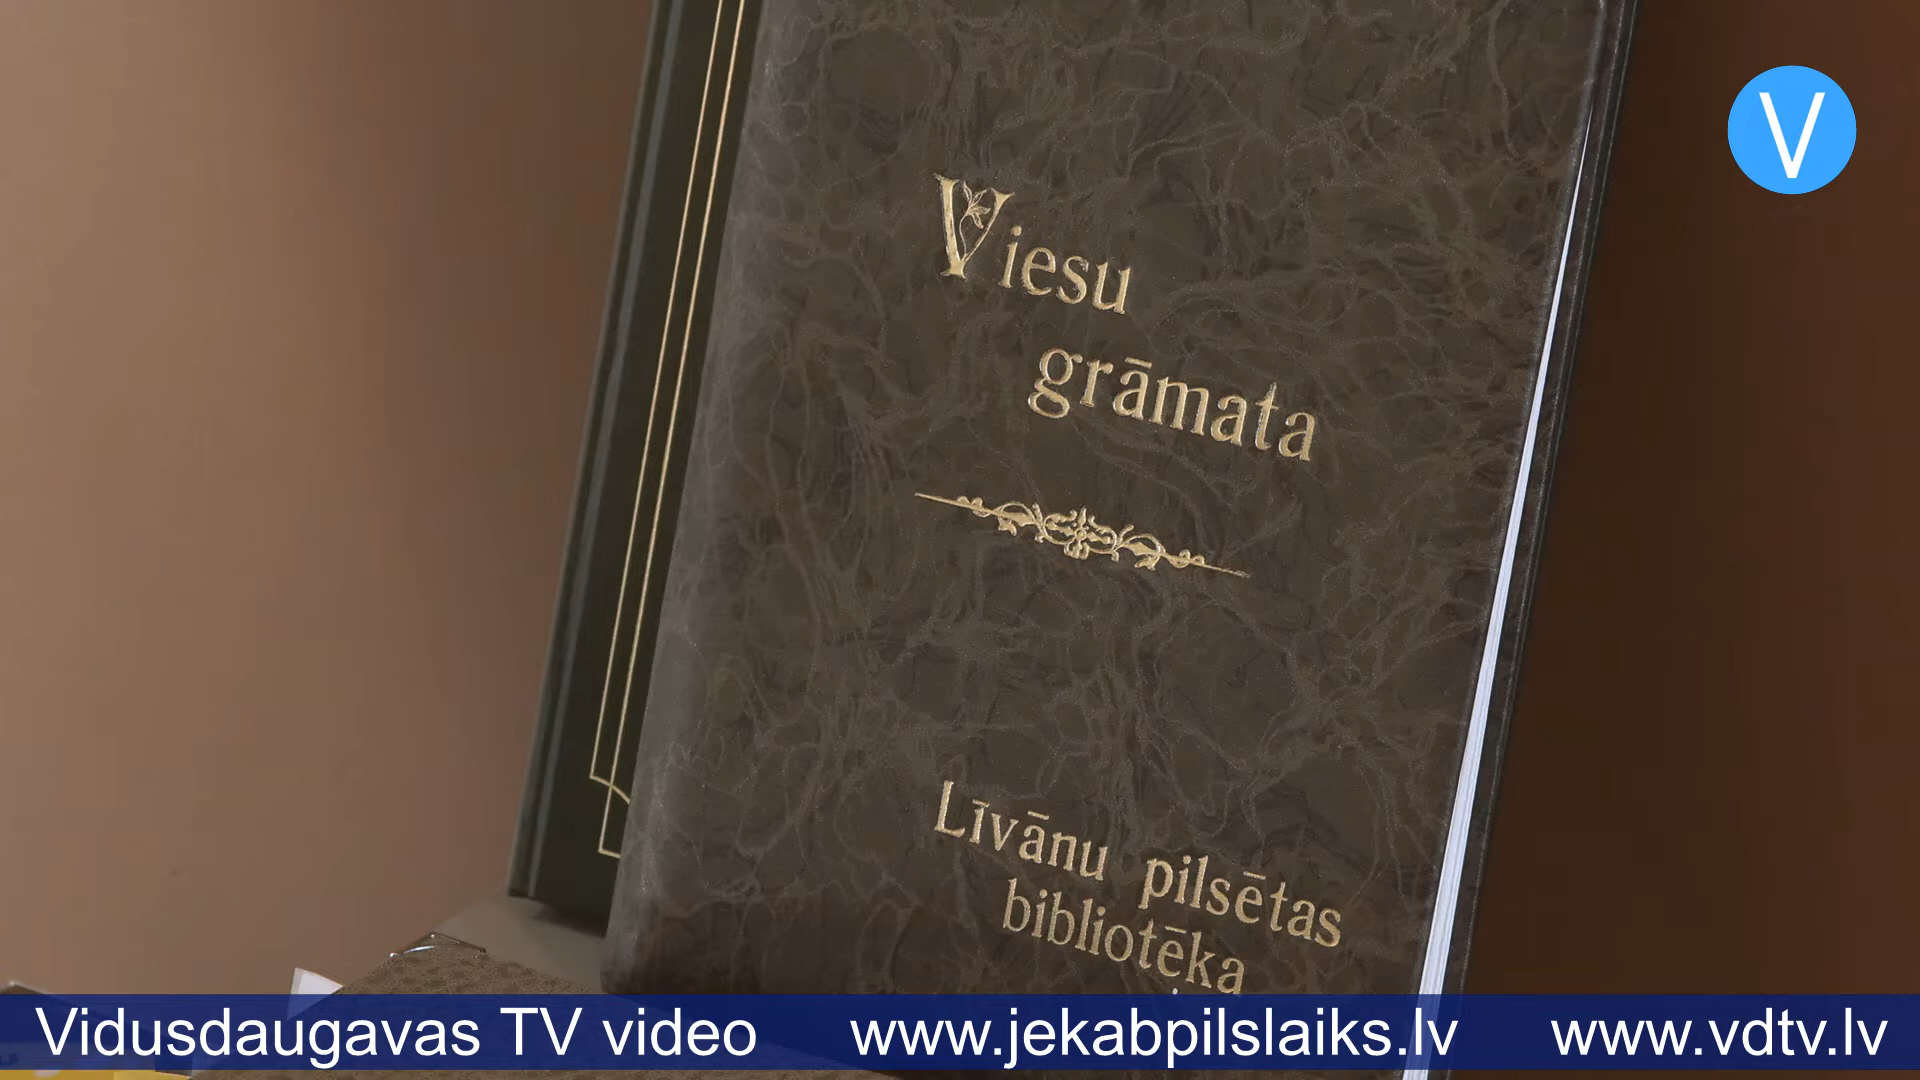 V
Viesu
grāmata
Līvānu pilsētas
bibliotēka
Vidusdaugavas TV video www.jekabpilslaiks.lv www.vdtv.lv